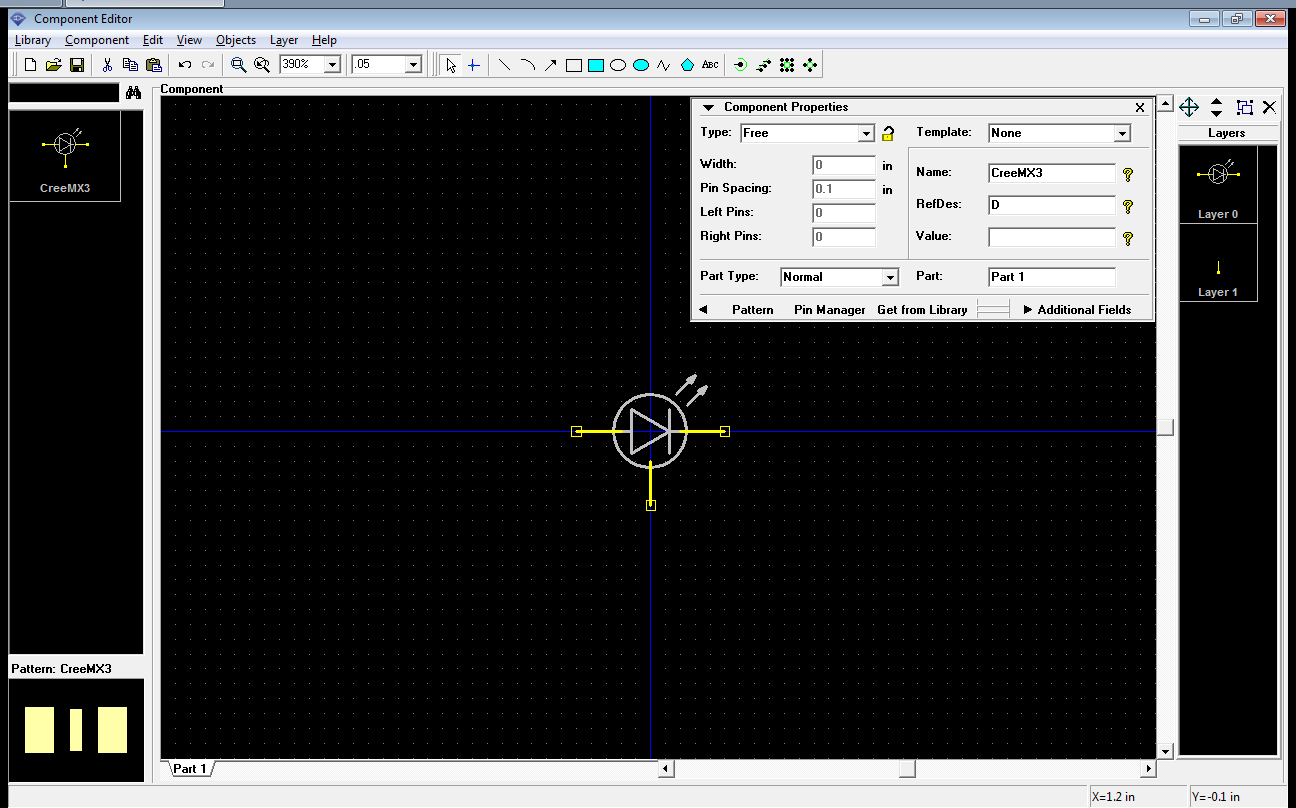 Component Editor
Library Component Edit View Objects Layer Help
390% .05 ABC
Component
CreeMX3
Component Properties
Type: Free Template: None
Width: 0 in
Name: CreeMX3
Pin Spacing: 0.1 in
RefDes: D
Left Pins: 0
Right Pins: 0
Value:
Part Type: Normal Part: Part 1
Pattern Pin Manager Get from Library Additional Fields
Layers
Layer 0
Layer 1
Pattern: CreeMX3
Part 1
X=1.2 in Y=-0.1 in